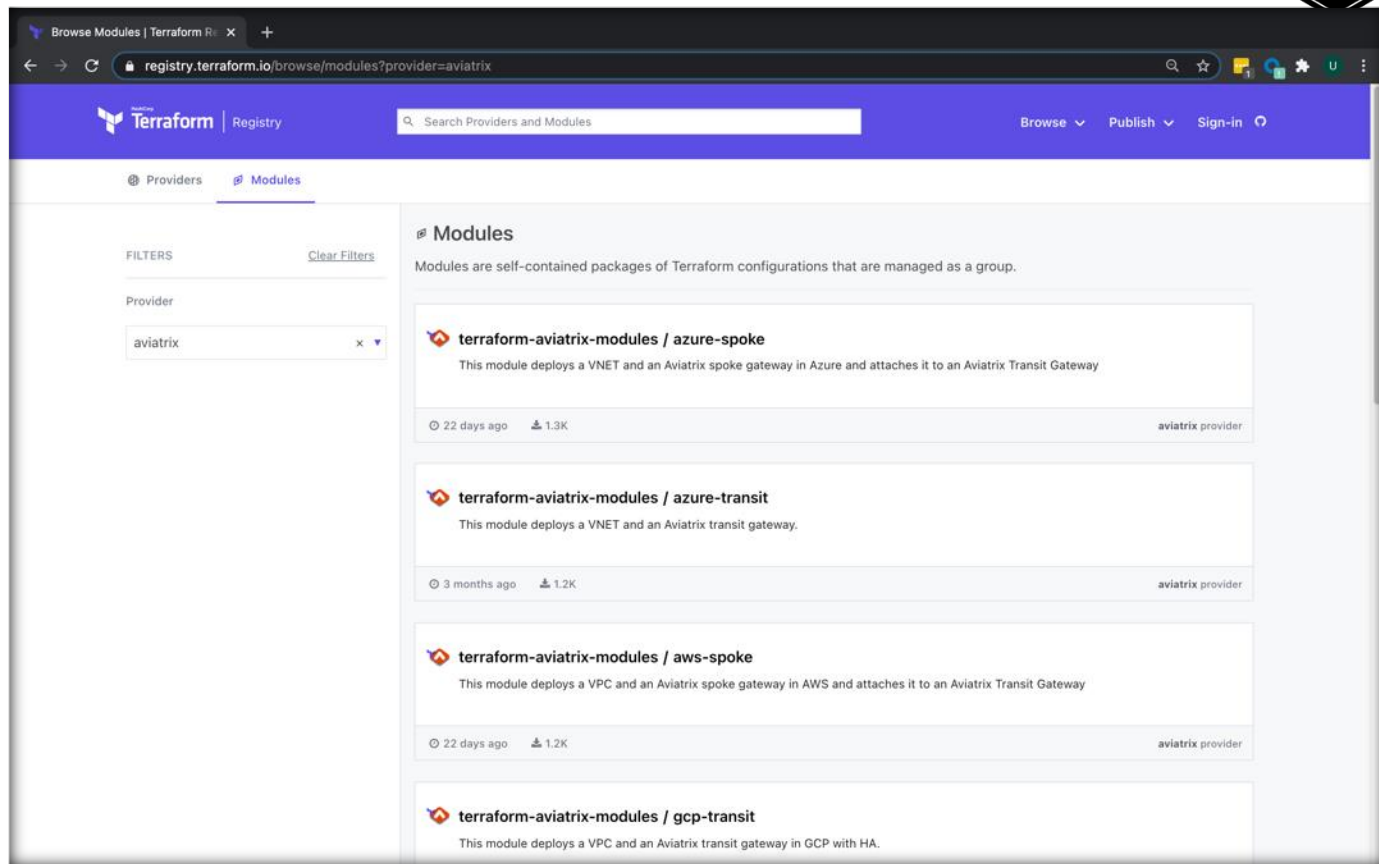 Browse Modules | Terraform Re
registry.terraform.io/browse/modules?provider=aviatrix
1
1
U
HashiCorp
Terraform | Registry
Search Providers and Modules
Browse
Publish
Sign-in
Providers
Modules
FILTERS
Clear Filters
Provider
aviatrix
Modules
Modules are self-contained packages of Terraform configurations that are managed as a group.
terraform-aviatrix-modules / azure-spoke
This module deploys a VNET and an Aviatrix spoke gateway in Azure and attaches it to an Aviatrix Transit Gateway
22 days ago 1.3K aviatrix provider
terraform-aviatrix-modules / azure-transit
This module deploys a VNET and an Aviatrix transit gateway.
3 months ago 1.2K aviatrix provider
terraform-aviatrix-modules / aws-spoke
This module deploys a VPC and an Aviatrix spoke gateway in AWS and attaches it to an Aviatrix Transit Gateway
22 days ago 1.2K aviatrix provider
terraform-aviatrix-modules / gcp-transit
This module deploys a VPC and an Aviatrix transit gateway in GCP with HA.